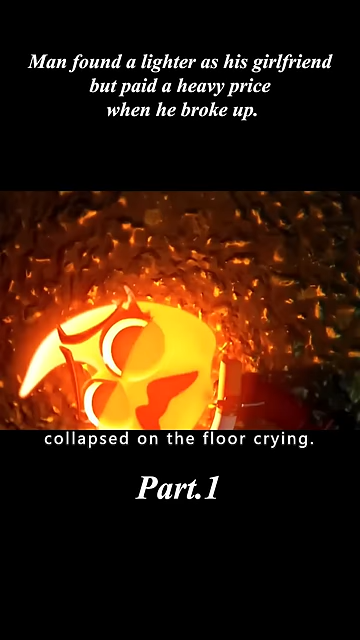 Man found a lighter as his girlfriend
but paid a heavy price
when he broke up.
collapsed on the floor crying.
Part.1